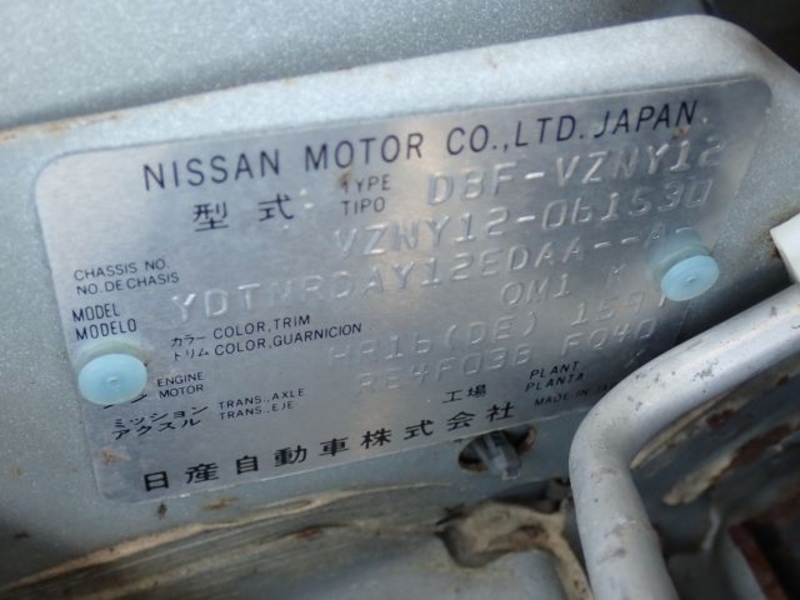 NISSAN MOTOR CO.,LTD. JAPAN.
型式 TYPE TIPO DBF-VZNY12
CHASSIS NO. NO. DE CHASIS VZNY12-061530
MODEL MODELO YDTNRDAY12EDAA--A-
カラー COLOR, TRIM QM1
トリム COLOR, GUARNICION
ENGINE MOTOR HR16(DE)
ミッション TRANS., AXLE RE4F03B FQ40
アクスル TRANS., EJE
工場 PLANT PLANTA
MADE IN
日産自動車株式会社